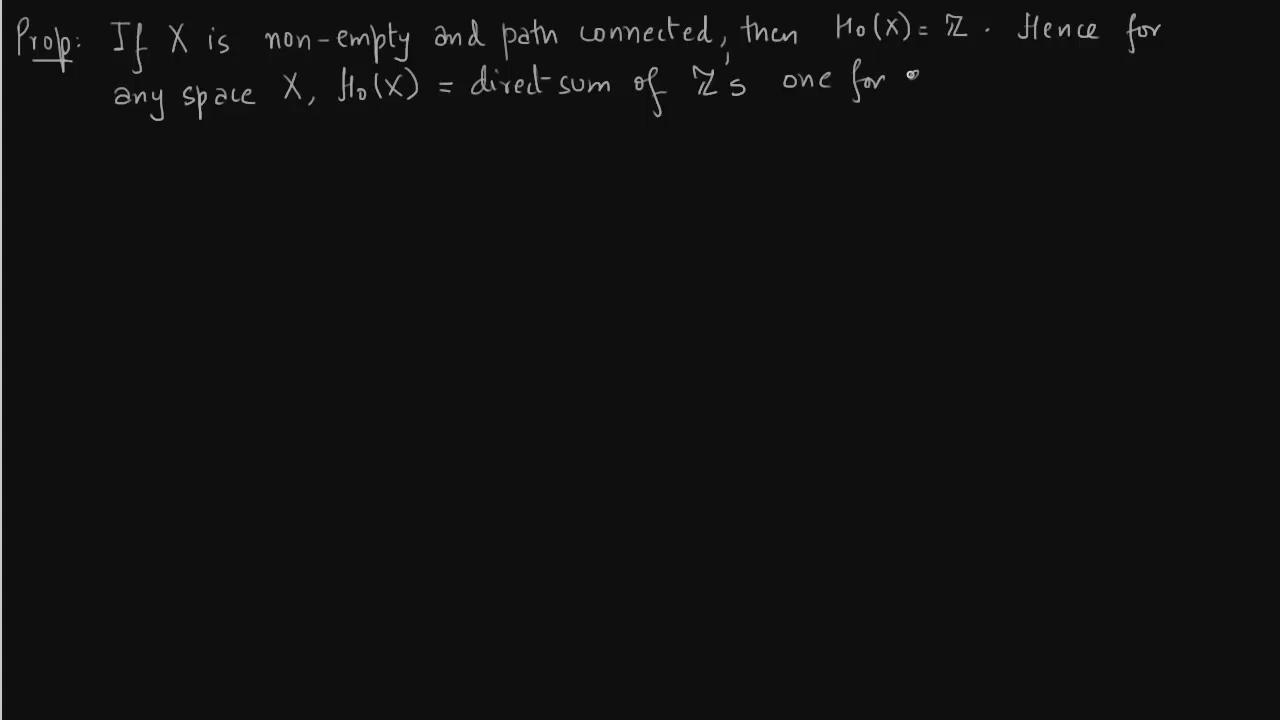 Prop: If X is non-empty and path connected, then H₀(X) = ℤ. Hence for
any space X, H₀(X) = direct sum of ℤ's one for